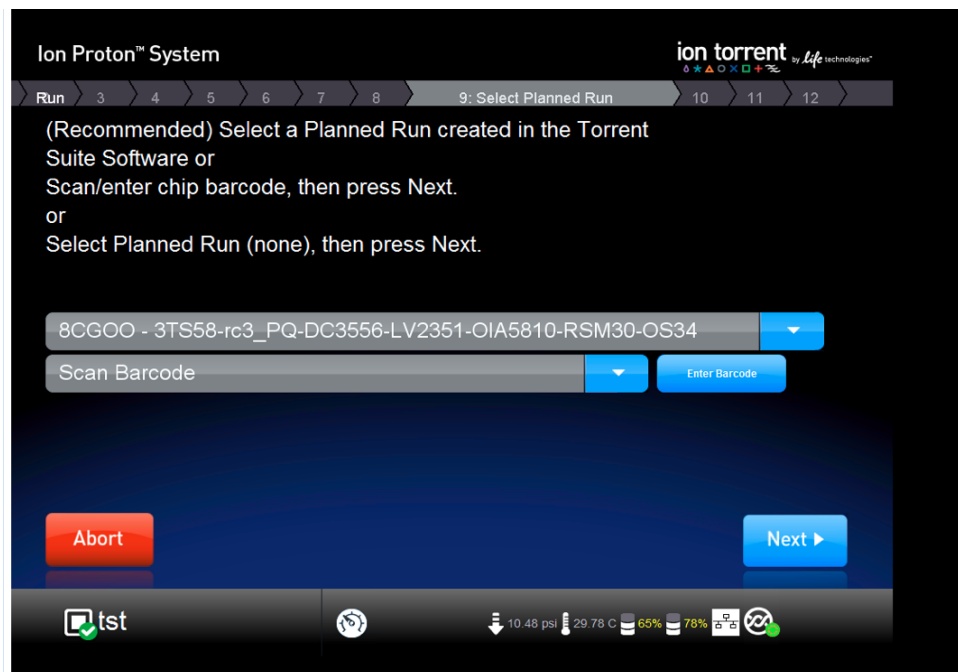 Ion Proton™ System
ion torrent by life technologies™
Run 3 4 5 6 7 8 9: Select Planned Run 10 11 12
(Recommended) Select a Planned Run created in the Torrent
Suite Software or
Scan/enter chip barcode, then press Next.
or
Select Planned Run (none), then press Next.
8CGOO - 3TS58-rc3_PQ-DC3556-LV2351-OIA5810-RSM30-OS34
Scan Barcode
Enter Barcode
Abort
Next
tst
10.48 psi 29.78 C 65% 78%